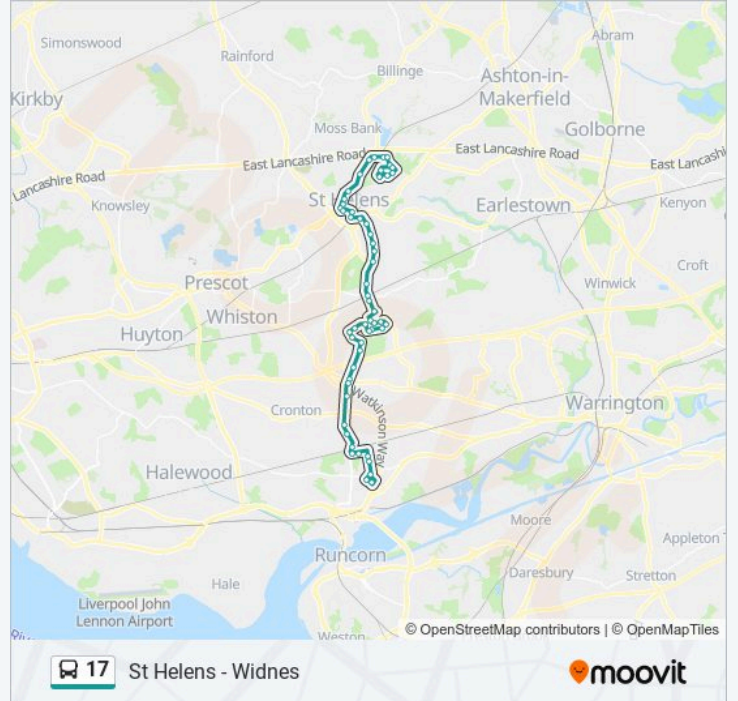 Simonswood
Abram
Rainford
Billinge
Ashton-in-
Makerfield
Kirkby
Moss Bank
Golborne
East Lancashire Road
East Lancashire Road
East Lancashi
Lancashire Road
St Helens
Knowsley
Earlestown
Kenyon
Croft
Prescot
Winwick
Whiston
Huyton
Watkinson Way
Cronton
Warrington
Halewood
Moore
Appleton
Runcorn
Daresbury
Stretton
Hale
Liverpool John
Lennon Airport
Weston
© OpenStreetMap contributors | © OpenMapTiles
17 St Helens - Widnes
moovit